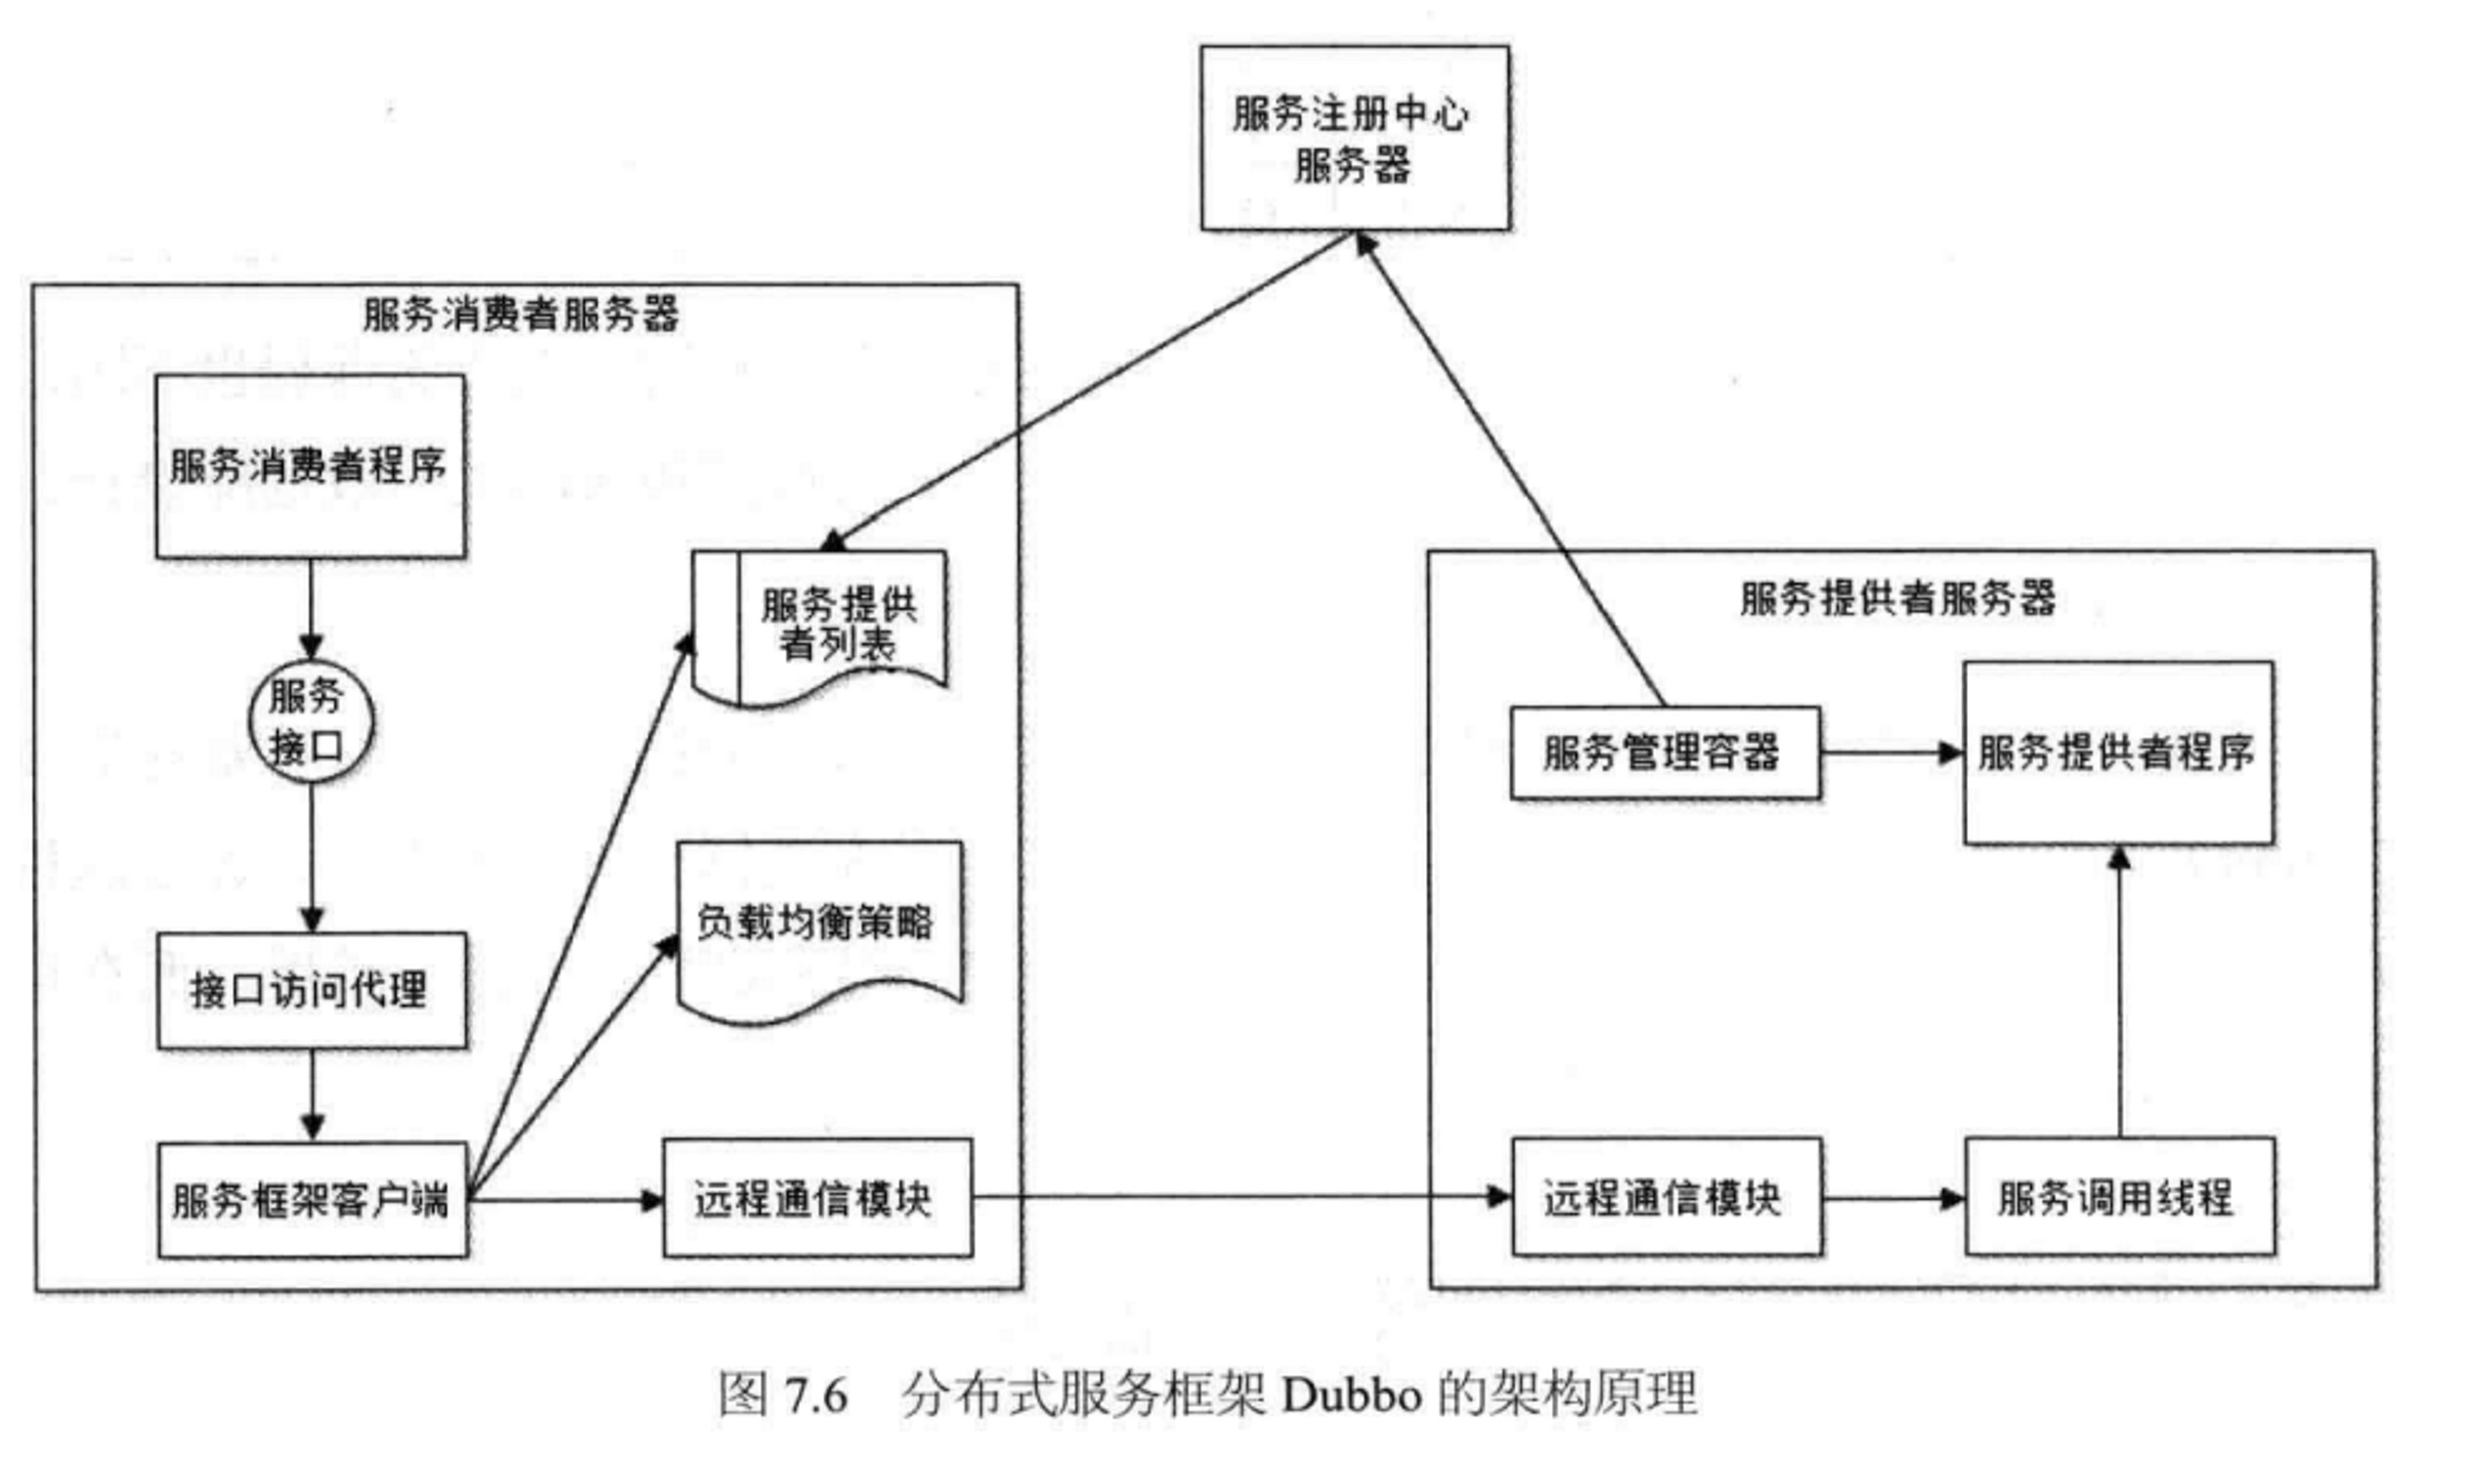 服务注册中心
服务器
服务消费者服务器
服务消费者程序
服务提供
者列表
服务
接口
负载均衡策略
接口访问代理
服务框架客户端
远程通信模块
服务提供者服务器
服务管理容器
服务提供者程序
远程通信模块
服务调用线程
图 7.6 分布式服务框架 Dubbo 的架构原理